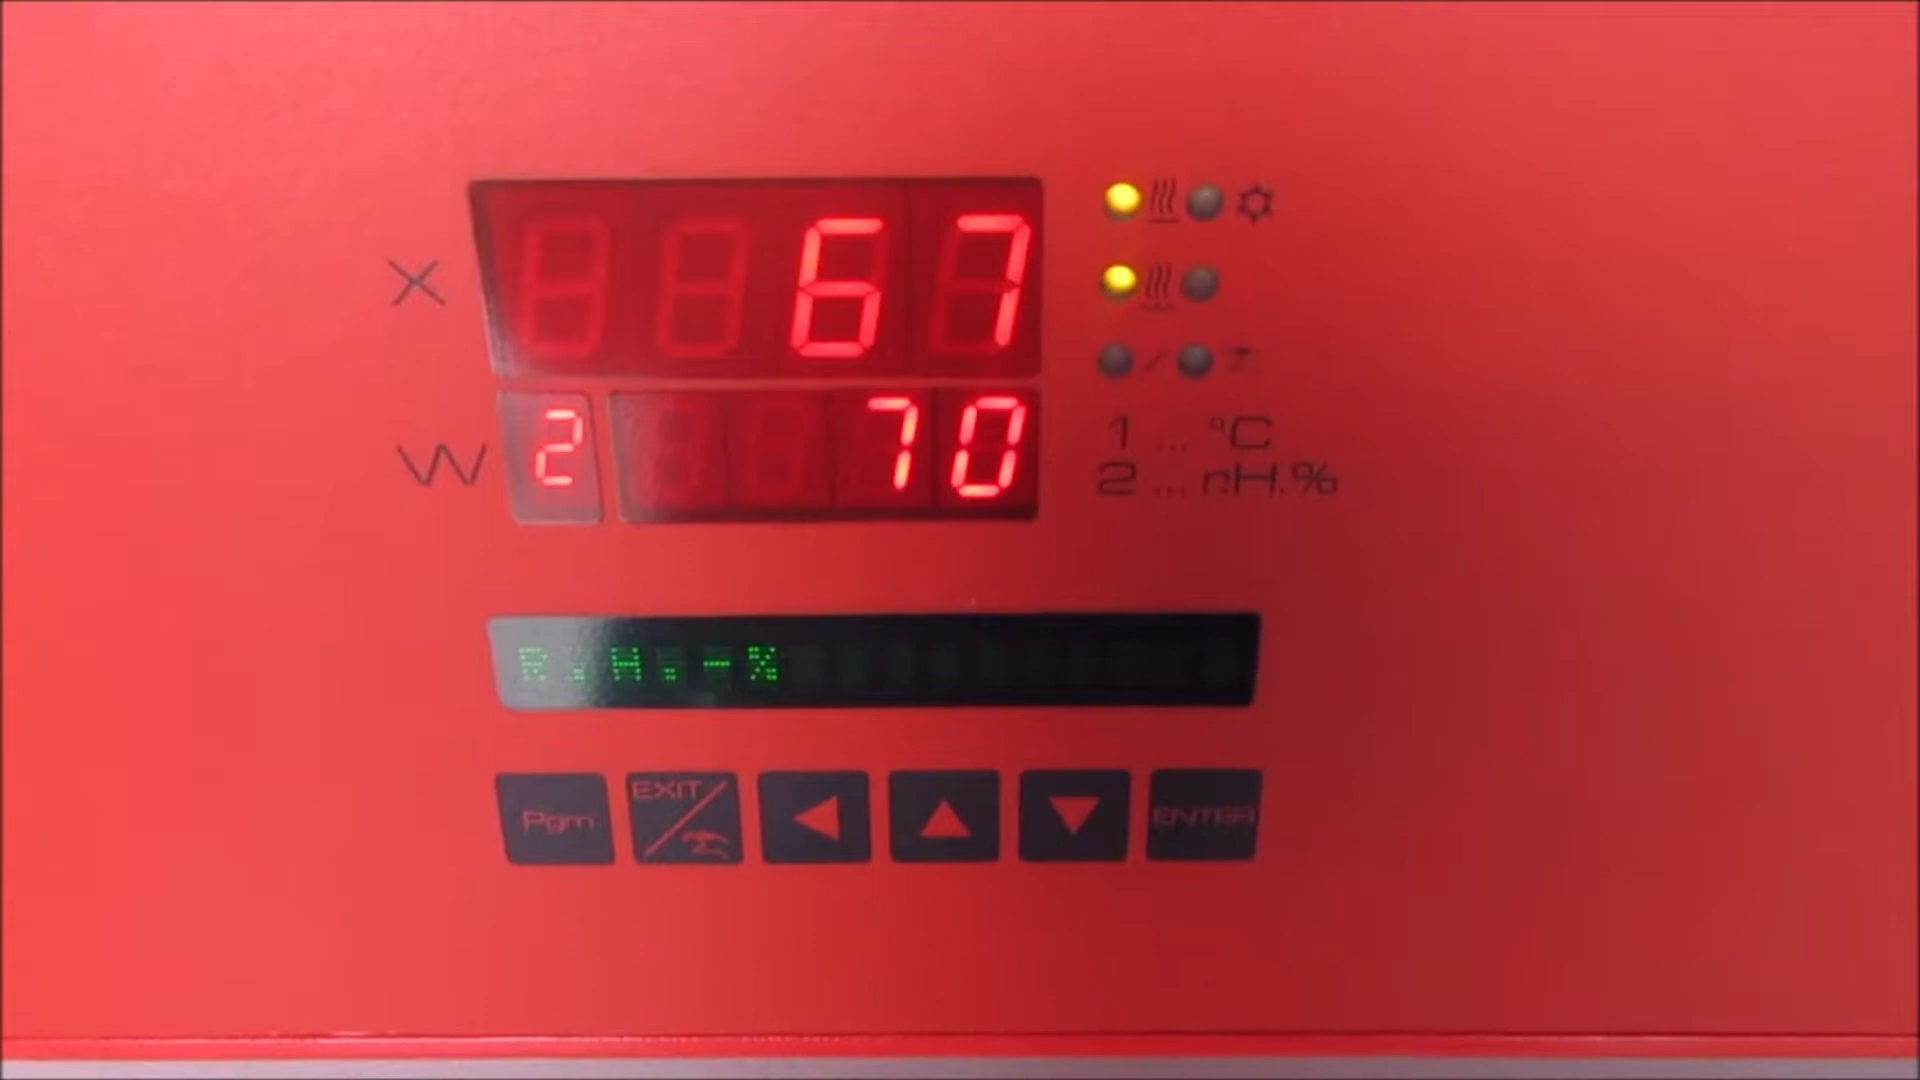 X 67
W 2 70
1 ... °C
2 ... rH.%
R.H.-%
Pgm EXIT ENTER